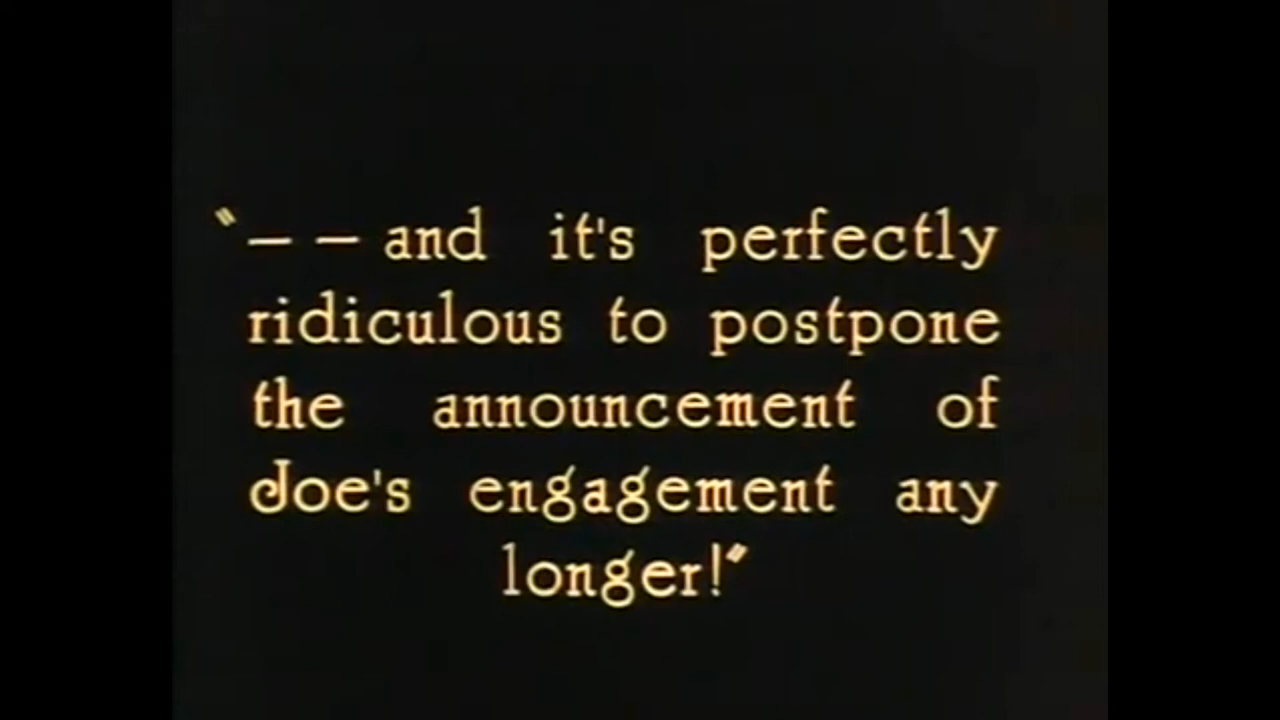 "– – and it's perfectly
ridiculous to postpone
the announcement of
Joe's engagement any
longer!"